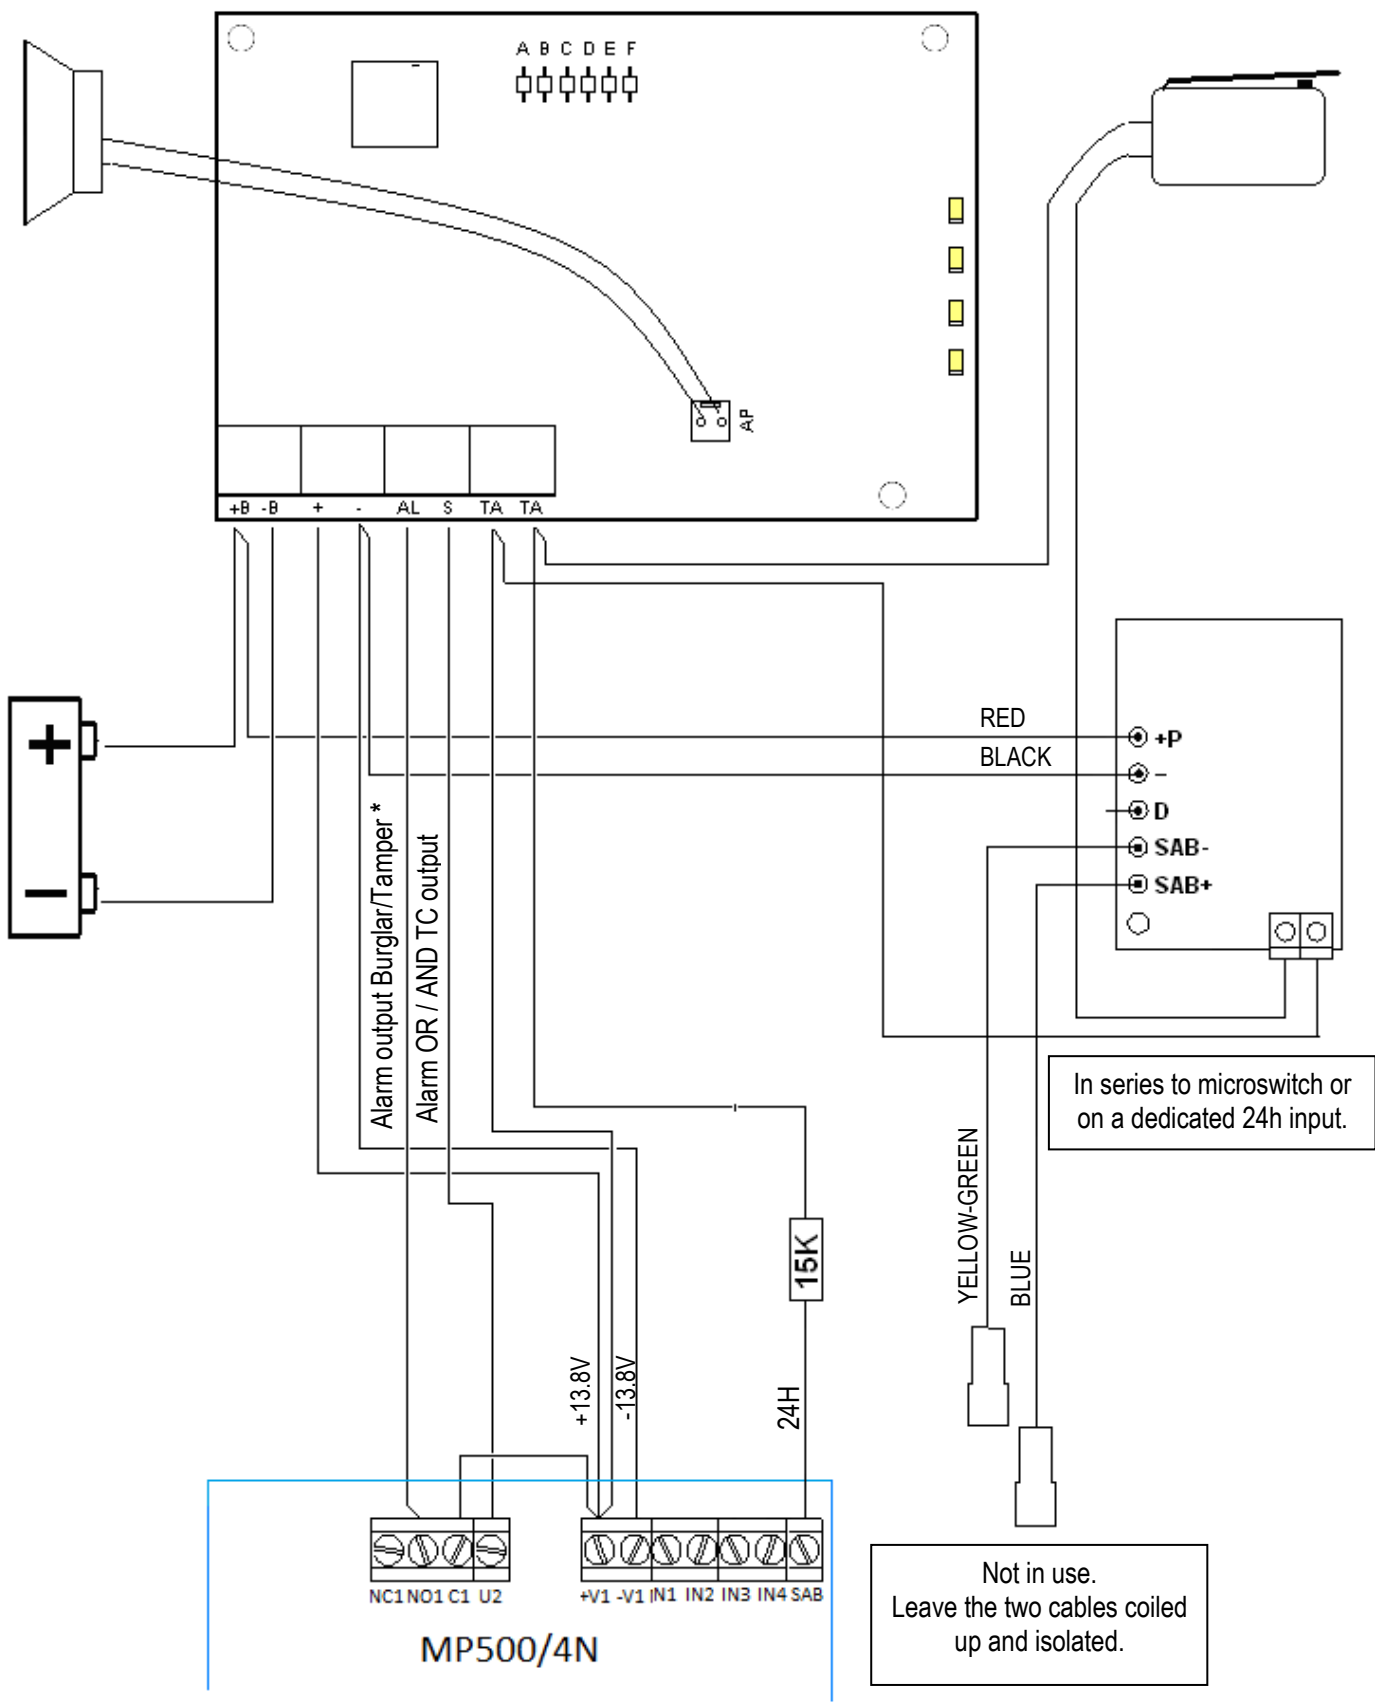 A B C D E F
AP
+B -B + - AL S TA TA
+
-
RED
BLACK
+P
-
D
SAB-
SAB+
Alarm output Burglar/Tamper *
Alarm OR / AND TC output
In series to microswitch or
on a dedicated 24h input.
YELLOW-GREEN
BLUE
15K
+13.8V
-13.8V
24H
NC1 NO1 C1 U2
+V1 -V1 IN1 IN2 IN3 IN4 SAB
MP500/4N
Not in use.
Leave the two cables coiled
up and isolated.